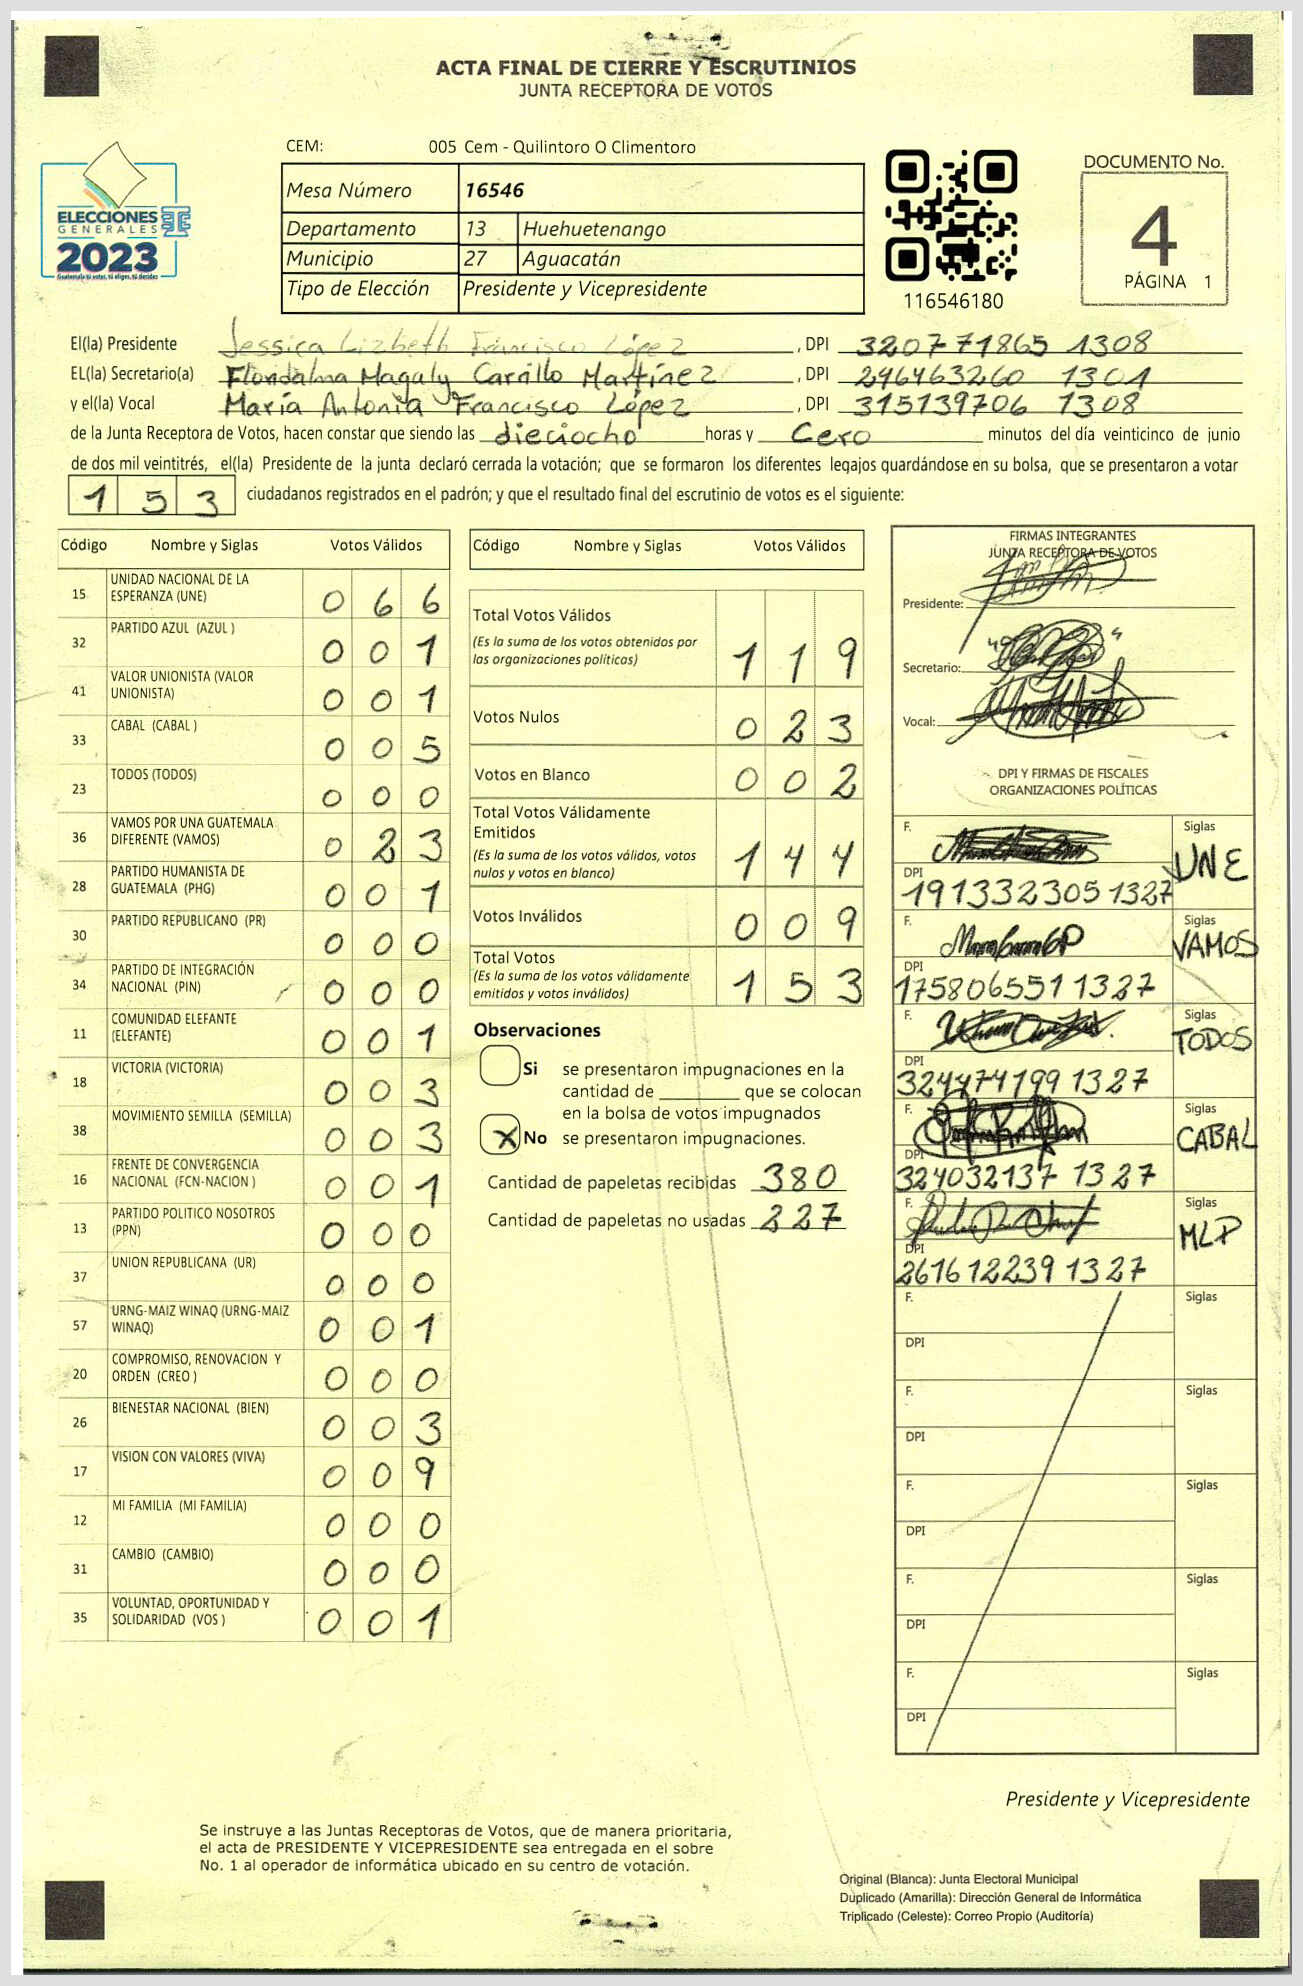 ACTA FINAL DE CIERRE Y ESCRUTINIOS
JUNTA RECEPTORA DE VOTOS
CEM: 005 Cem - Quilintoro O Climentoro
ELECCIONES
GENERALES
2023
Guatemala tú votas, tú eliges, tú decides
Mesa Número 16546
Departamento 13 Huehuetenango
Municipio 27 Aguacatán
Tipo de Elección Presidente y Vicepresidente
116546180
DOCUMENTO No.
4
PÁGINA 1
El(la) Presidente Jessica Lizbeth Francisco López , DPI 320771865 1308
EL(la) Secretario(a) Floridalma Magaly Carrillo Martínez , DPI 296463260 1301
y el(la) Vocal María Antonia Francisco López , DPI 315139706 1308
de la Junta Receptora de Votos, hacen constar que siendo las dieciocho horas y Cero minutos del día veinticinco de junio
de dos mil veintitrés, el(la) Presidente de la junta declaró cerrada la votación; que se formaron los diferentes legajos guardándose en su bolsa, que se presentaron a votar
153 ciudadanos registrados en el padrón; y que el resultado final del escrutinio de votos es el siguiente:
Código Nombre y Siglas Votos Válidos
15 UNIDAD NACIONAL DE LA ESPERANZA (UNE) 0 6 6
32 PARTIDO AZUL (AZUL ) 0 0 1
41 VALOR UNIONISTA (VALOR UNIONISTA) 0 0 1
33 CABAL (CABAL ) 0 0 5
23 TODOS (TODOS) 0 0 0
36 VAMOS POR UNA GUATEMALA DIFERENTE (VAMOS) 0 2 3
28 PARTIDO HUMANISTA DE GUATEMALA (PHG) 0 0 1
30 PARTIDO REPUBLICANO (PR) 0 0 0
34 PARTIDO DE INTEGRACIÓN NACIONAL (PIN) 0 0 0
11 COMUNIDAD ELEFANTE (ELEFANTE) 0 0 1
18 VICTORIA (VICTORIA) 0 0 3
38 MOVIMIENTO SEMILLA (SEMILLA) 0 0 3
16 FRENTE DE CONVERGENCIA NACIONAL (FCN-NACION ) 0 0 1
13 PARTIDO POLITICO NOSOTROS (PPN) 0 0 0
37 UNION REPUBLICANA (UR) 0 0 0
57 URNG-MAIZ WINAQ (URNG-MAIZ WINAQ) 0 0 1
20 COMPROMISO, RENOVACION Y ORDEN (CREO ) 0 0 0
26 BIENESTAR NACIONAL (BIEN) 0 0 3
17 VISION CON VALORES (VIVA) 0 0 9
12 MI FAMILIA (MI FAMILIA) 0 0 0
31 CAMBIO (CAMBIO) 0 0 0
35 VOLUNTAD, OPORTUNIDAD Y SOLIDARIDAD (VOS ) 0 0 1
Código Nombre y Siglas Votos Válidos
Total Votos Válidos
(Es la suma de los votos obtenidos por
las organizaciones políticas) 1 1 9
Votos Nulos 0 2 3
Votos en Blanco 0 0 2
Total Votos Válidamente
Emitidos
(Es la suma de los votos válidos, votos
nulos y votos en blanco) 1 4 4
Votos Inválidos 0 0 9
Total Votos
(Es la suma de los votos válidamente
emitidos y votos inválidos) 1 5 3
Observaciones
Si se presentaron impugnaciones en la
cantidad de ________ que se colocan
en la bolsa de votos impugnados
X No se presentaron impugnaciones.
Cantidad de papeletas recibidas 380
Cantidad de papeletas no usadas 227
FIRMAS INTEGRANTES
JUNTA RECEPTORA DE VOTOS
Presidente:
Secretario:
Vocal:
DPI Y FIRMAS DE FISCALES
ORGANIZACIONES POLÍTICAS
F. Siglas UNE
DPI 191332305 1327
F. Siglas VAMOS
DPI 175806551 1327
F. Siglas TODOS
DPI 324474199 1327
F. Siglas CABAL
DPI 324032137 1327
F. Siglas MLP
DPI 261612239 1327
F. Siglas
DPI
F. Siglas
DPI
F. Siglas
DPI
F. Siglas
DPI
F. Siglas
DPI
Presidente y Vicepresidente
Se instruye a las Juntas Receptoras de Votos, que de manera prioritaria,
el acta de PRESIDENTE Y VICEPRESIDENTE sea entregada en el sobre
No. 1 al operador de informática ubicado en su centro de votación.
Original (Blanca): Junta Electoral Municipal
Duplicado (Amarilla): Dirección General de Informática
Triplicado (Celeste): Correo Propio (Auditoría)